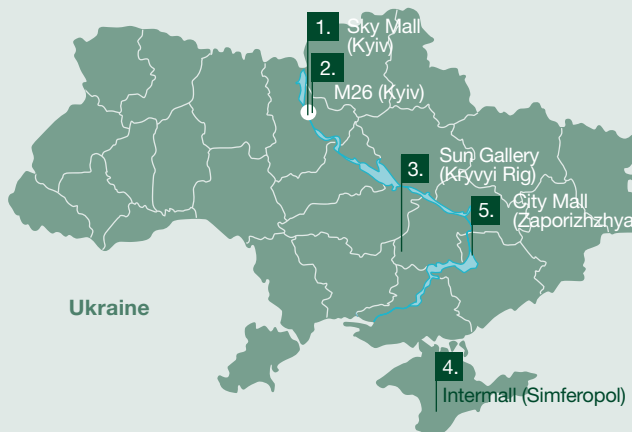 1. Sky Mall
(Kyiv)
2.
M26 (Kyiv)
3. Sun Gallery
(Kryvyi Rig)
5. City Mall
(Zaporizhzhya
Ukraine
4.
Intermall (Simferopol)